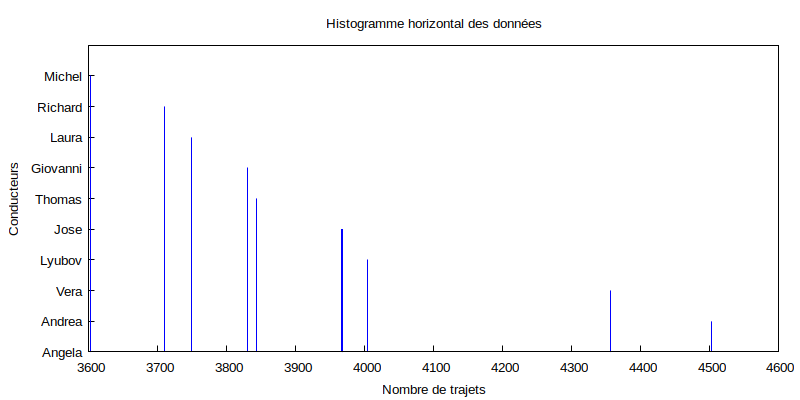 Histogramme horizontal des données
Conducteurs
Michel
Richard
Laura
Giovanni
Thomas
Jose
Lyubov
Vera
Andrea
Angela
3600 3700 3800 3900 4000 4100 4200 4300 4400 4500 4600
Nombre de trajets